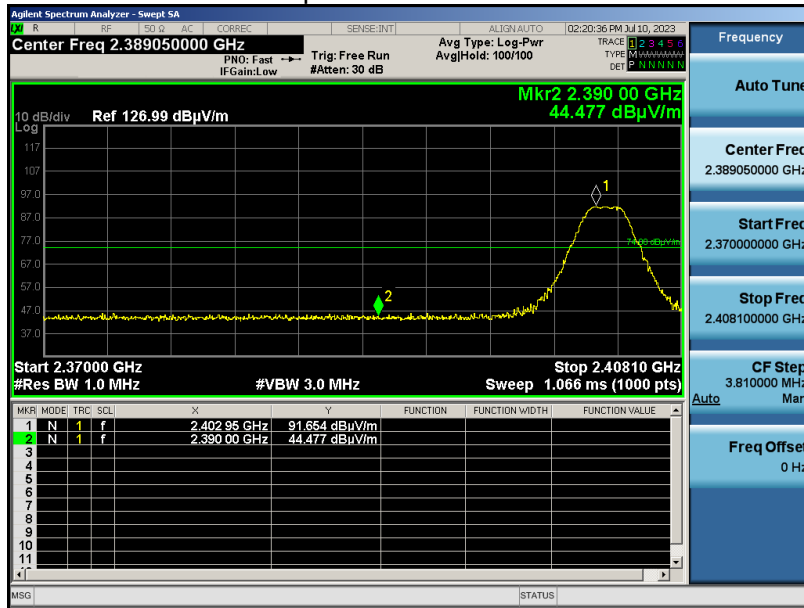 Agilent Spectrum Analyzer - Swept SA
LXI R RF 50 Ω AC CORREC SENSE:INT ALIGN AUTO 02:20:36 PM Jul 10, 2023
Center Freq 2.389050000 GHz
PNO: Fast
IFGain:Low
Trig: Free Run
#Atten: 30 dB
Avg Type: Log-Pwr
Avg|Hold: 100/100
TRACE 1 2 3 4 5 6
TYPE M
DET P N N N N N
Mkr2 2.390 00 GHz
44.477 dBµV/m
10 dB/div Ref 126.99 dBµV/m
Log
117
107
97.0
87.0
77.0
67.0
57.0
47.0
37.0
1
2
74.00 dBµV/m
Start 2.37000 GHz Stop 2.40810 GHz
#Res BW 1.0 MHz #VBW 3.0 MHz Sweep 1.066 ms (1000 pts)
MKR MODE TRC SCL X Y FUNCTION FUNCTION WIDTH FUNCTION VALUE
1 N 1 f 2.402 95 GHz 91.654 dBµV/m
2 N 1 f 2.390 00 GHz 44.477 dBµV/m
3
4
5
6
7
8
9
10
11
MSG STATUS
Frequency
Auto Tune
Center Freq
2.389050000 GHz
Start Freq
2.370000000 GHz
Stop Freq
2.408100000 GHz
CF Step
3.810000 MHz
Auto Man
Freq Offset
0 Hz